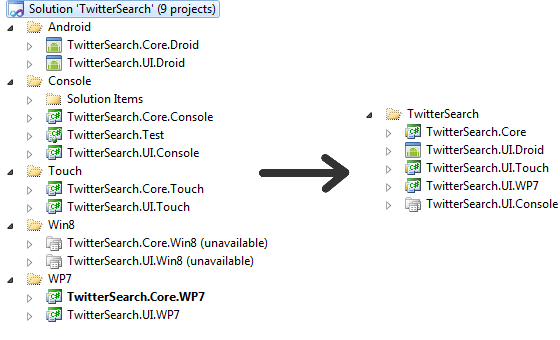 Solution 'TwitterSearch' (9 projects)
Android
TwitterSearch.Core.Droid
TwitterSearch.UI.Droid
Console
Solution Items
TwitterSearch.Core.Console
TwitterSearch.Test
TwitterSearch.UI.Console
Touch
TwitterSearch.Core.Touch
TwitterSearch.UI.Touch
Win8
TwitterSearch.Core.Win8 (unavailable)
TwitterSearch.UI.Win8 (unavailable)
WP7
TwitterSearch.Core.WP7
TwitterSearch.UI.WP7
TwitterSearch
TwitterSearch.Core
TwitterSearch.UI.Droid
TwitterSearch.UI.Touch
TwitterSearch.UI.WP7
TwitterSearch.UI.Console